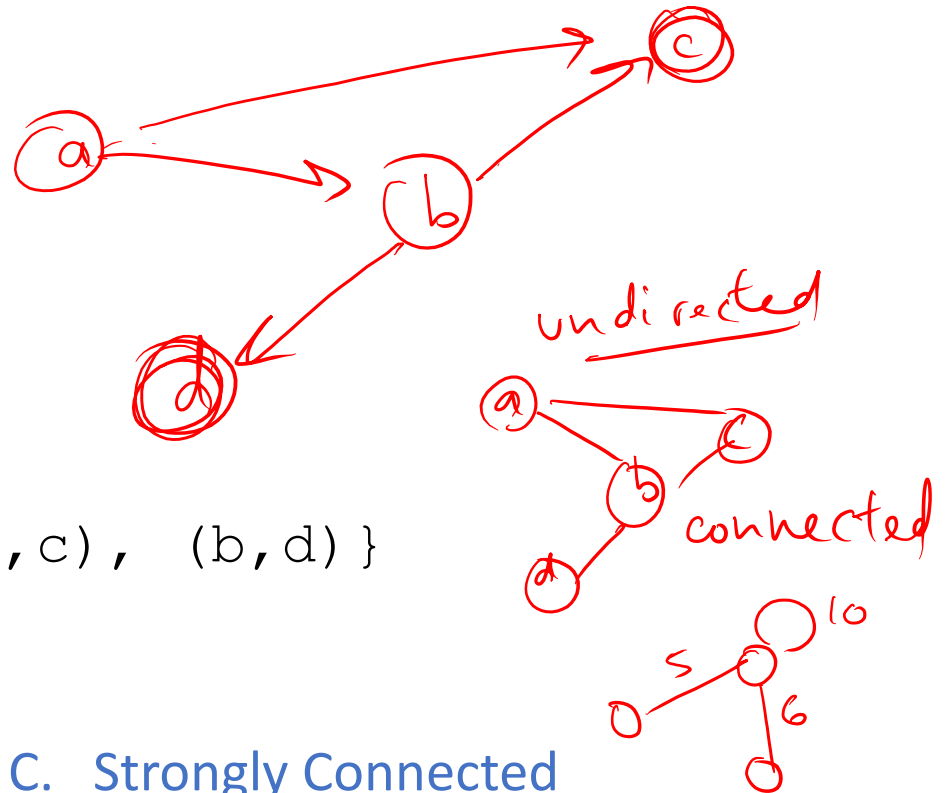 c
a
b
undirected
d
a
c
b
connected
,c), (b,d)}
d
10
5
6
C. Strongly Connected